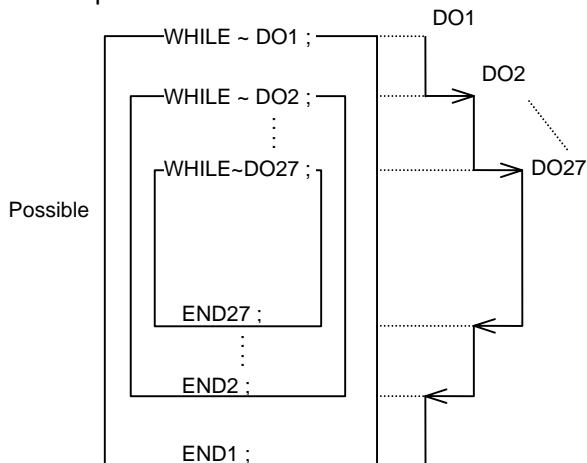 DO1
WHILE ~ DO1 ;
DO2
WHILE ~ DO2 ;
WHILE~DO27 ;
DO27
Possible
END27 ;
END2 ;
END1 ;